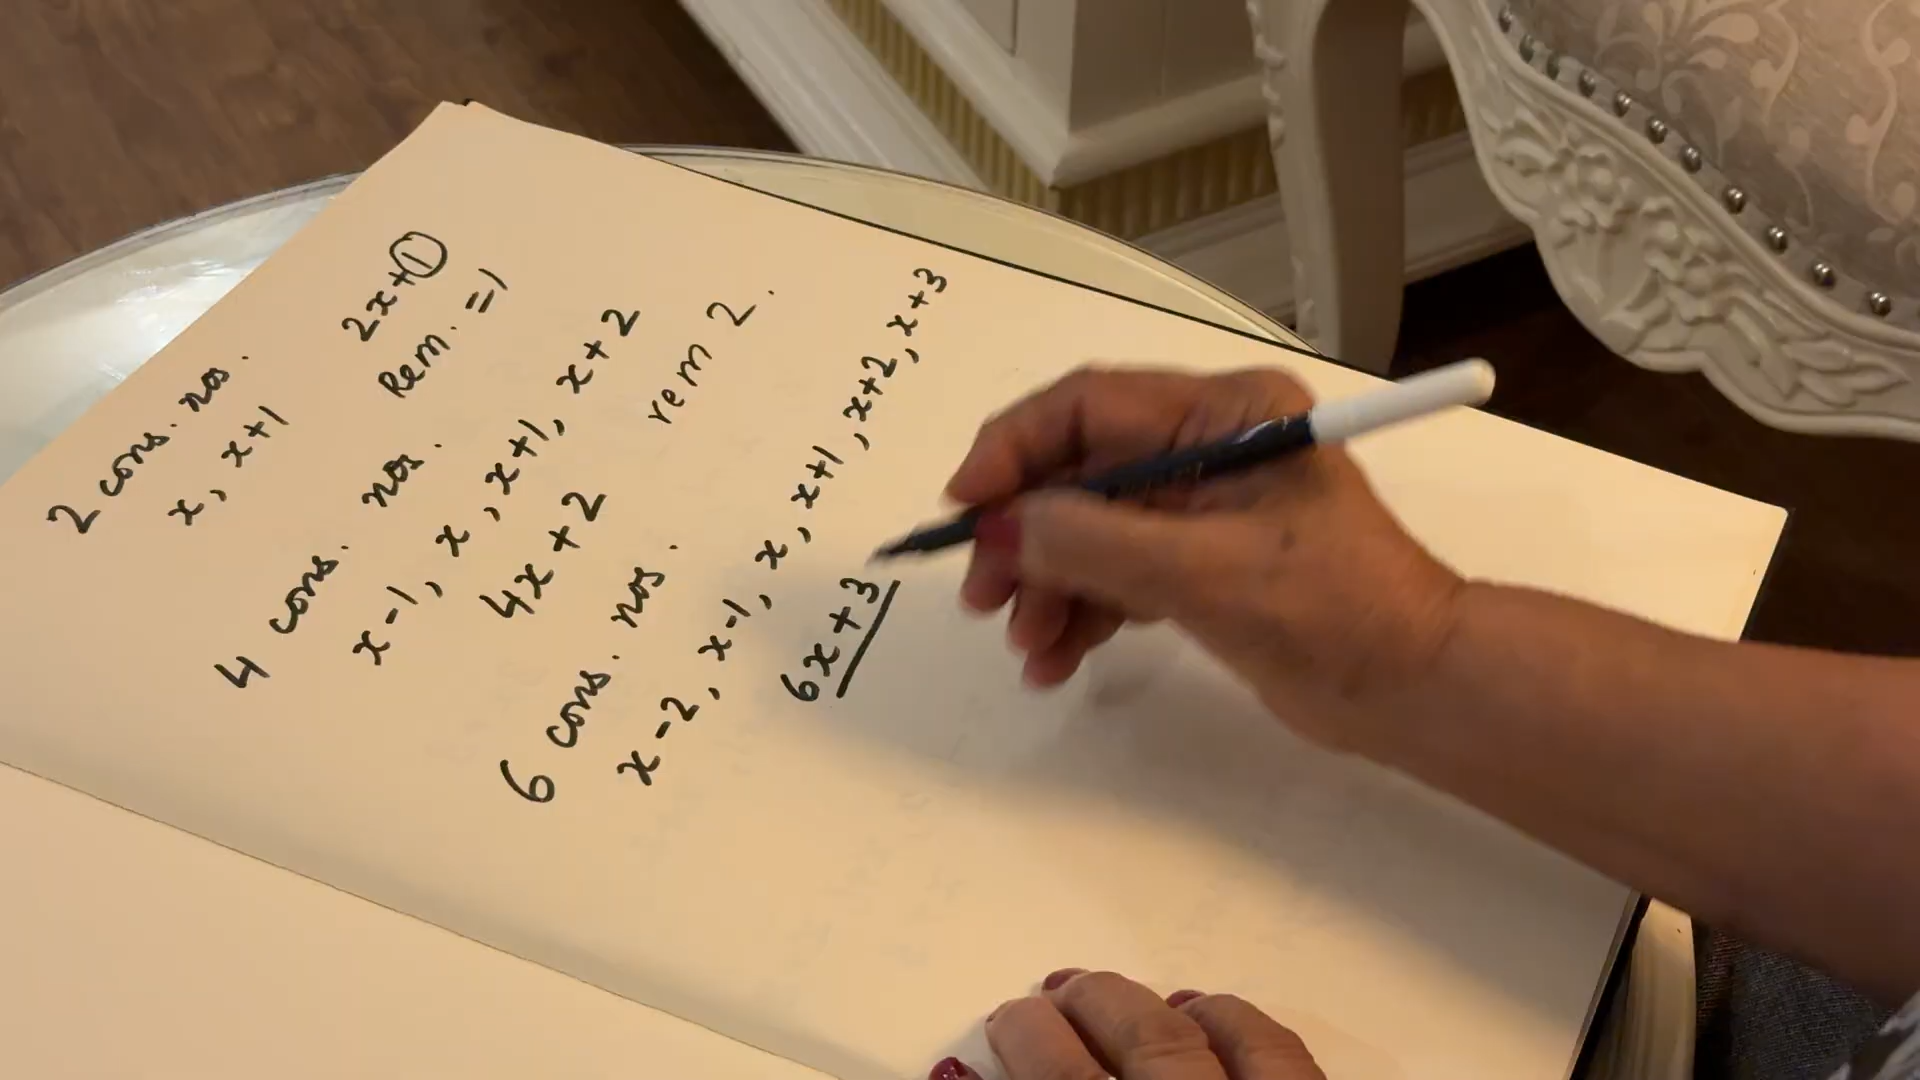 2 cons. nos.
x, x+1
2x+1
Rem. = 1
4 cons. nos.
x-1, x, x+1, x+2
4x+2
rem 2.
6 cons. nos.
x-2, x-1, x, x+1, x+2, x+3
6x+3